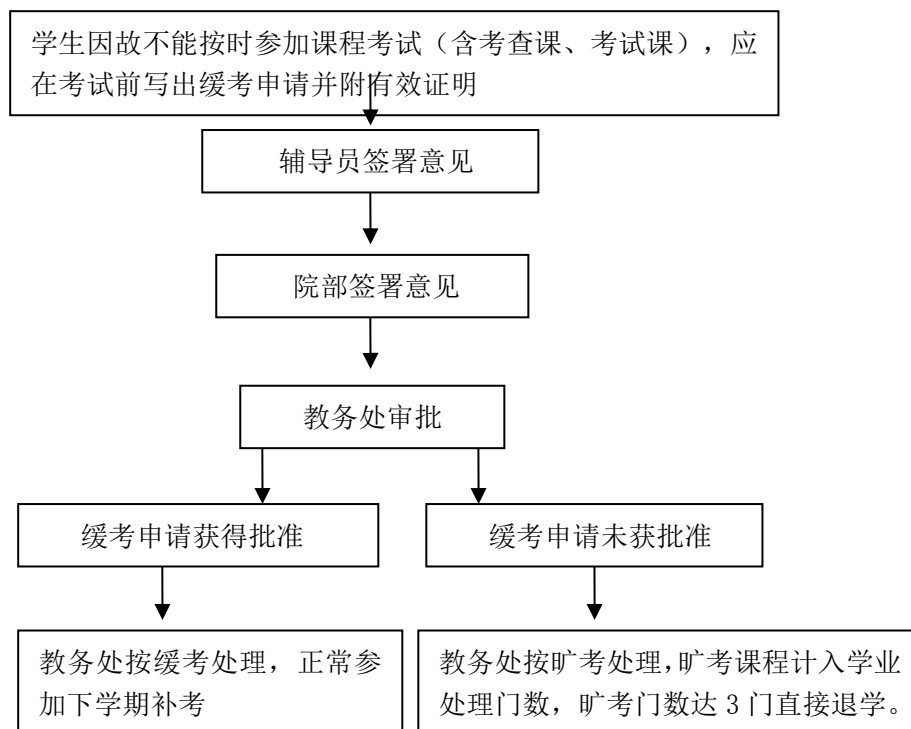 学生因故不能按时参加课程考试（含考查课、考试课），应
在考试前写出缓考申请并附有效证明
辅导员签署意见
院部签署意见
教务处审批
缓考申请获得批准
缓考申请未获批准
教务处按缓考处理，正常参
加下学期补考
教务处按旷考处理,旷考课程计入学业
处理门数，旷考门数达 3 门直接退学。